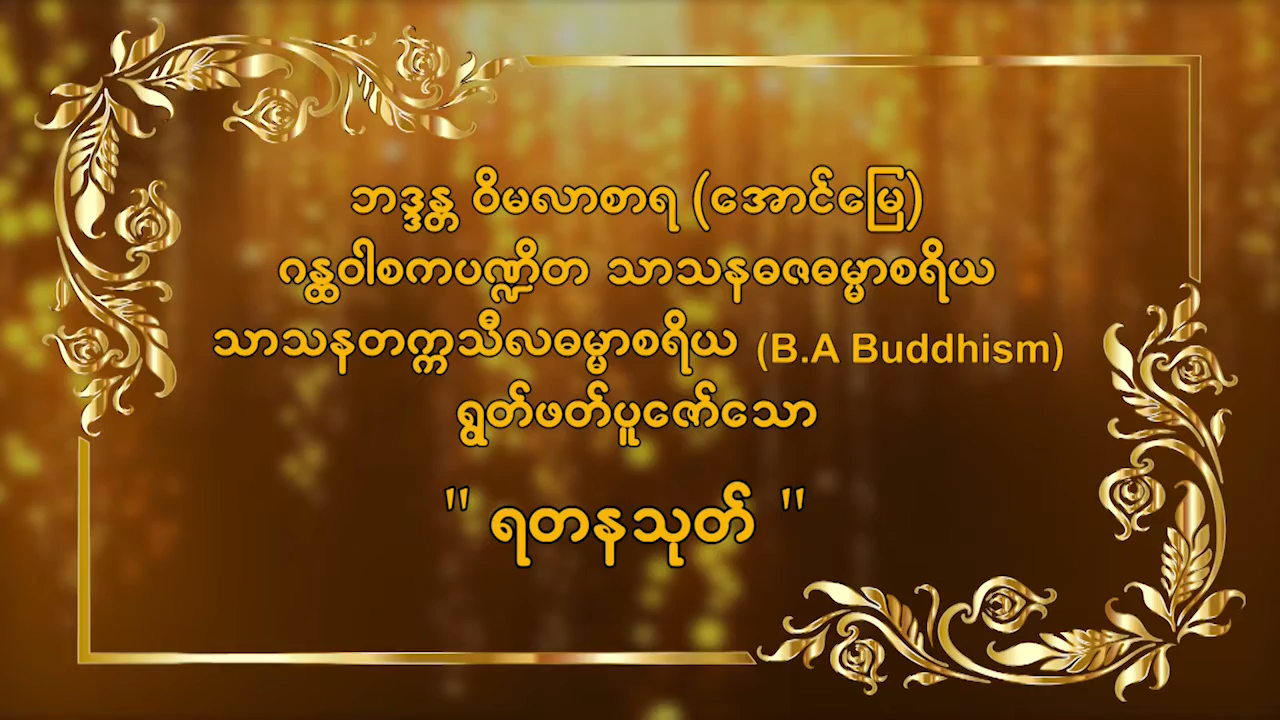 ဘဒ္ဒန္တ ဝိမလာစာရ (အောင်မြေ)
ဂန္ထဝါစကပဏ္ဍိတ သာသနဓဇဓမ္မာစရိယ
သာသနတက္ကသီလဓမ္မာစရိယ (B.A Buddhism)
ရွတ်ဖတ်ပူဇော်သော
" ရတနသုတ် "